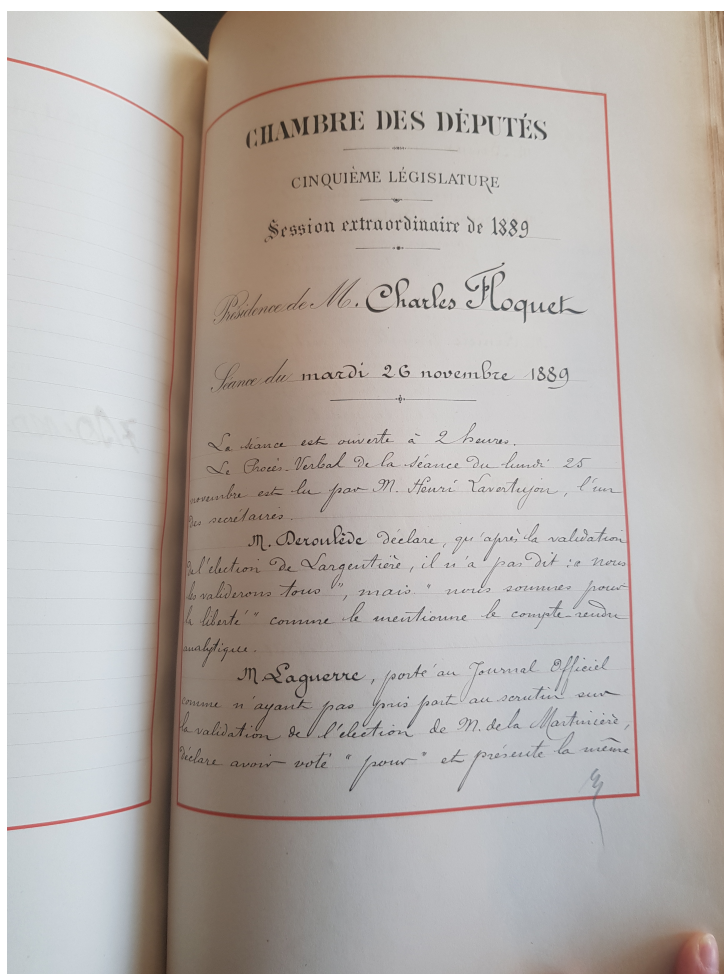 CHAMBRE DES DÉPUTÉS
CINQUIÈME LÉGISLATURE
Session extraordinaire de 1889
Présidence de M. Charles Floquet
Séance du mardi 26 novembre 1889
La séance est ouverte à 2 heures.
Le Procès-Verbal de la séance du lundi 25
novembre est lu par M. Henri Lavertujon, l'un
des secrétaires.
M. Deroulède déclare, qu'après la validation
de l'élection de Largentière, il n'a pas dit : « nous
les validerons tous ", mais " nous sommes pour
la liberté " comme le mentionne le compte-rendu
analytique.
M. Laguerre, porté au Journal Officiel
comme n'ayant pas pris part au scrutin sur
la validation de l'élection de M. de la Martinière,
déclare avoir voté " pour " et présente la même